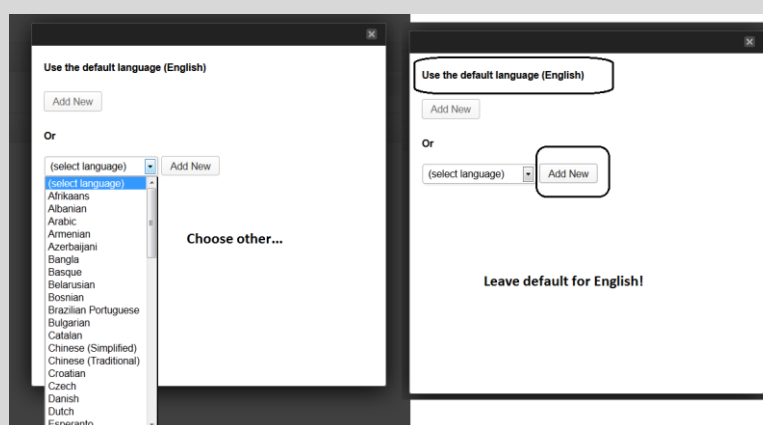 Use the default language (English)
Add New
Or
(select language)
Add New
(select language)
Afrikaans
Albanian
Arabic
Armenian
Azerbaijani
Bangla
Basque
Belarusian
Bosnian
Brazilian Portuguese
Bulgarian
Catalan
Chinese (Simplified)
Chinese (Traditional)
Croatian
Czech
Danish
Dutch
Esperanto
Choose other...
Use the default language (English)
Add New
Or
(select language)
Add New
Leave default for English!